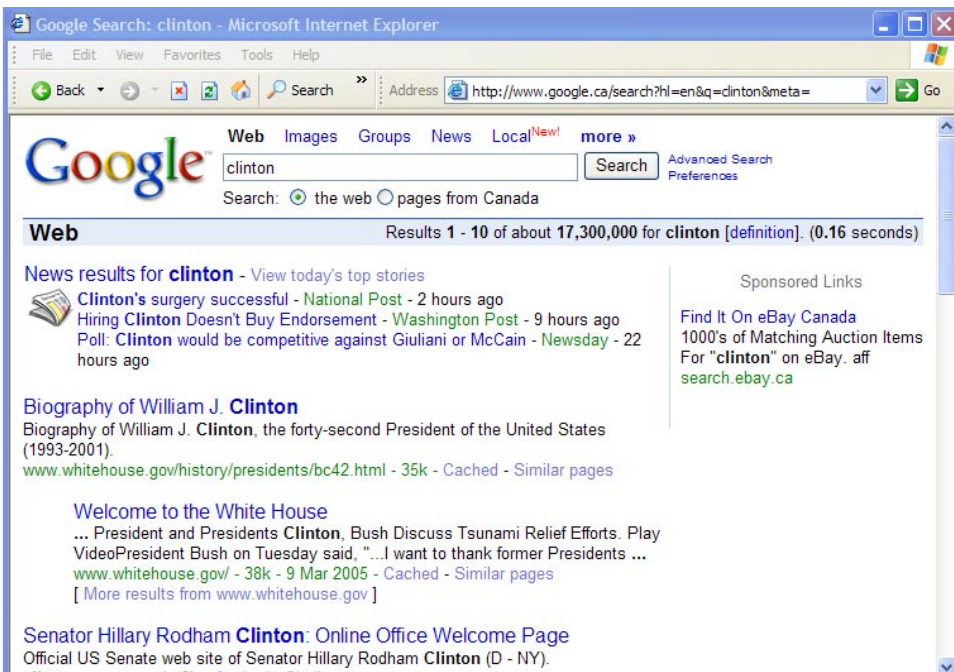 Google Search: clinton - Microsoft Internet Explorer
File Edit View Favorites Tools Help
Back Search » Address http://www.google.ca/search?hl=en&q=clinton&meta= Go
Google™
Web Images Groups News Local New! more »
clinton Search Advanced Search
Preferences
Search: the web pages from Canada
Web Results 1 - 10 of about 17,300,000 for clinton [definition]. (0.16 seconds)
News results for clinton - View today's top stories
Clinton's surgery successful - National Post - 2 hours ago
Hiring Clinton Doesn't Buy Endorsement - Washington Post - 9 hours ago
Poll: Clinton would be competitive against Giuliani or McCain - Newsday - 22
hours ago
Sponsored Links
Find It On eBay Canada
1000's of Matching Auction Items
For "clinton" on eBay. aff
search.ebay.ca
Biography of William J. Clinton
Biography of William J. Clinton, the forty-second President of the United States
(1993-2001).
www.whitehouse.gov/history/presidents/bc42.html - 35k - Cached - Similar pages
Welcome to the White House
... President and Presidents Clinton, Bush Discuss Tsunami Relief Efforts. Play
VideoPresident Bush on Tuesday said, "...I want to thank former Presidents ...
www.whitehouse.gov/ - 38k - 9 Mar 2005 - Cached - Similar pages
[ More results from www.whitehouse.gov ]
Senator Hillary Rodham Clinton: Online Office Welcome Page
Official US Senate web site of Senator Hillary Rodham Clinton (D - NY).